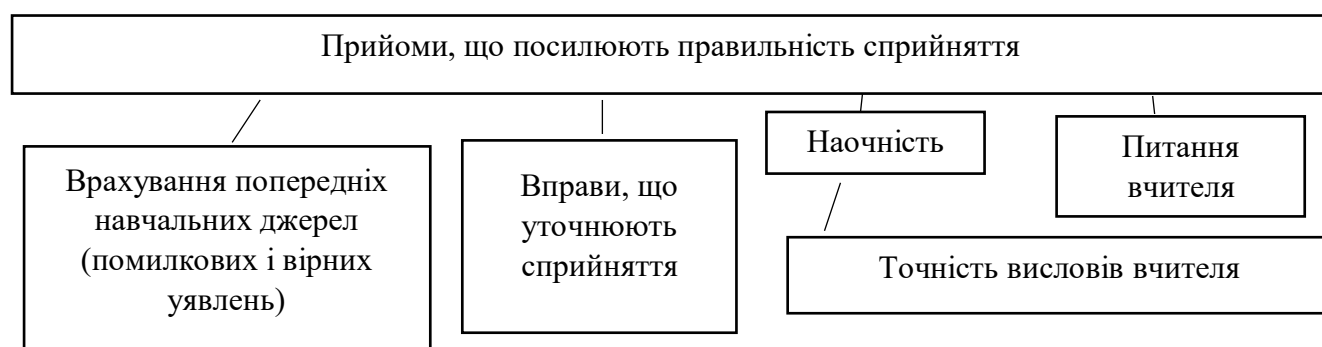 Прийоми, що посилюють правильність сприйняття
Врахування попередніх
навчальних джерел
(помилкових і вірних
уявлень)
Вправи, що
уточнюють
сприйняття
Наочність
Питання
вчителя
Точність висловів вчителя